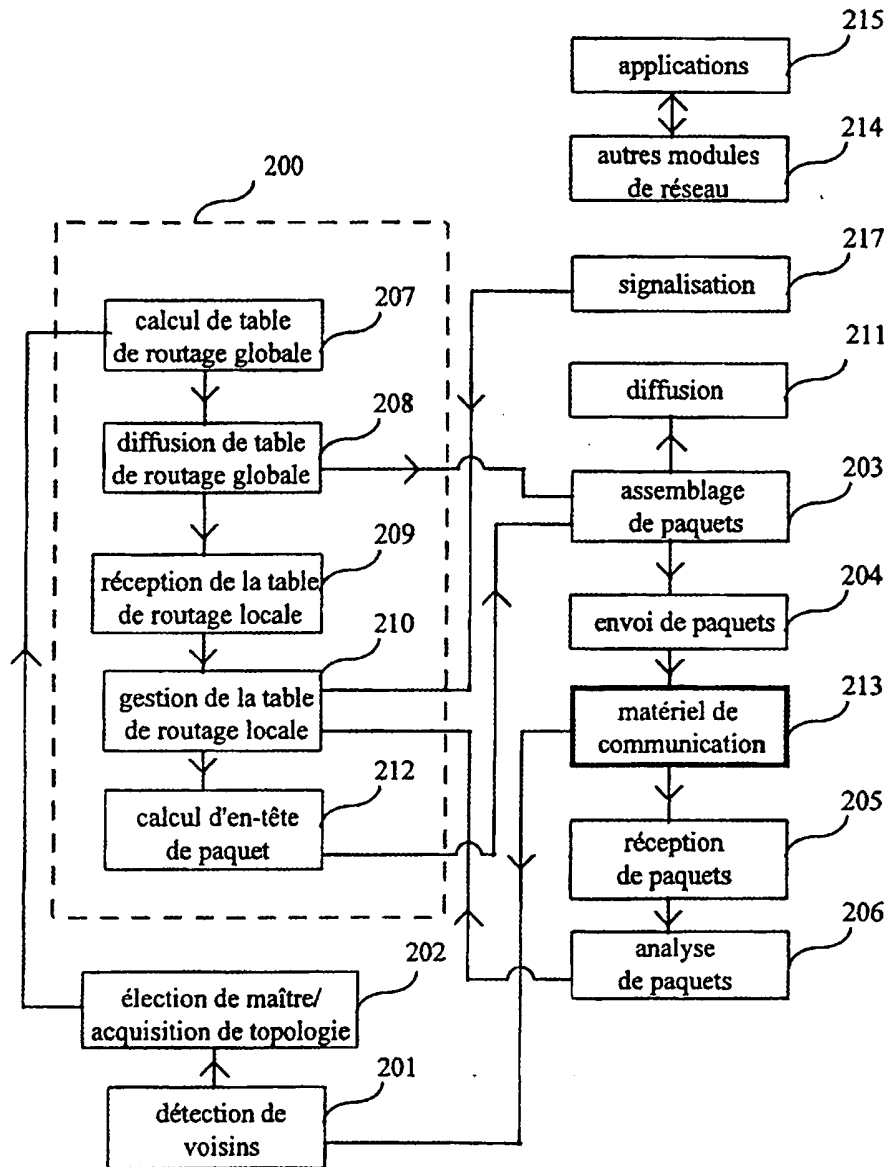 215
applications
214
autres modules
de réseau
200
217
signalisation
207
calcul de table
de routage globale
211
diffusion
208
diffusion de table
de routage globale
203
assemblage
de paquets
209
réception de la table
de routage locale
204
envoi de paquets
210
gestion de la table
de routage locale
213
matériel de
communication
212
calcul d'en-tête
de paquet
205
réception
de paquets
206
analyse
de paquets
202
élection de maître/
acquisition de topologie
201
détection de
voisins